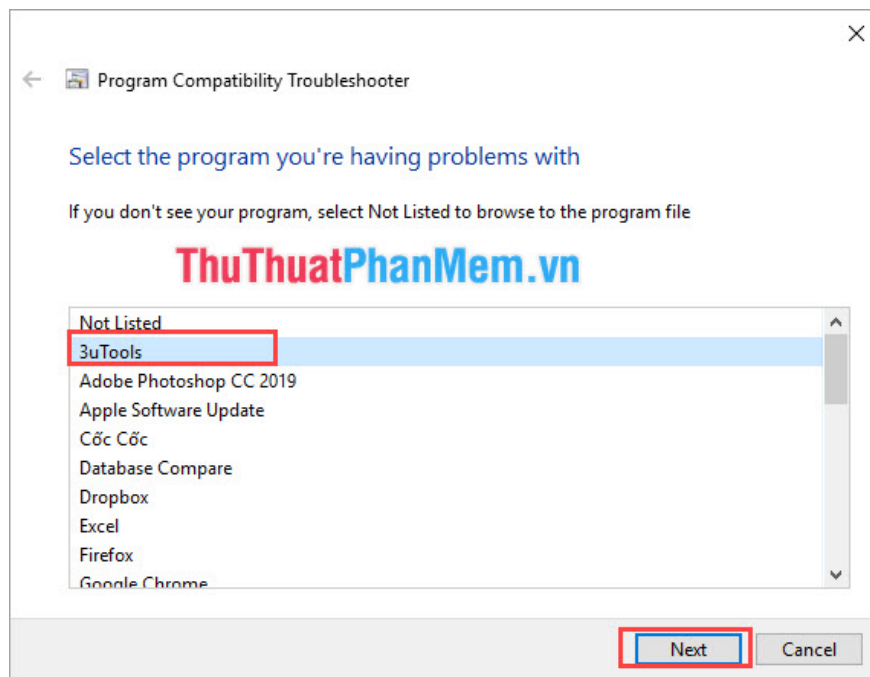 Program Compatibility Troubleshooter
Select the program you're having problems with
If you don't see your program, select Not Listed to browse to the program file
ThuThuatPhanMem.vn
Not Listed
3uTools
Adobe Photoshop CC 2019
Apple Software Update
Cốc Cốc
Database Compare
Dropbox
Excel
Firefox
Google Chrome
Next
Cancel